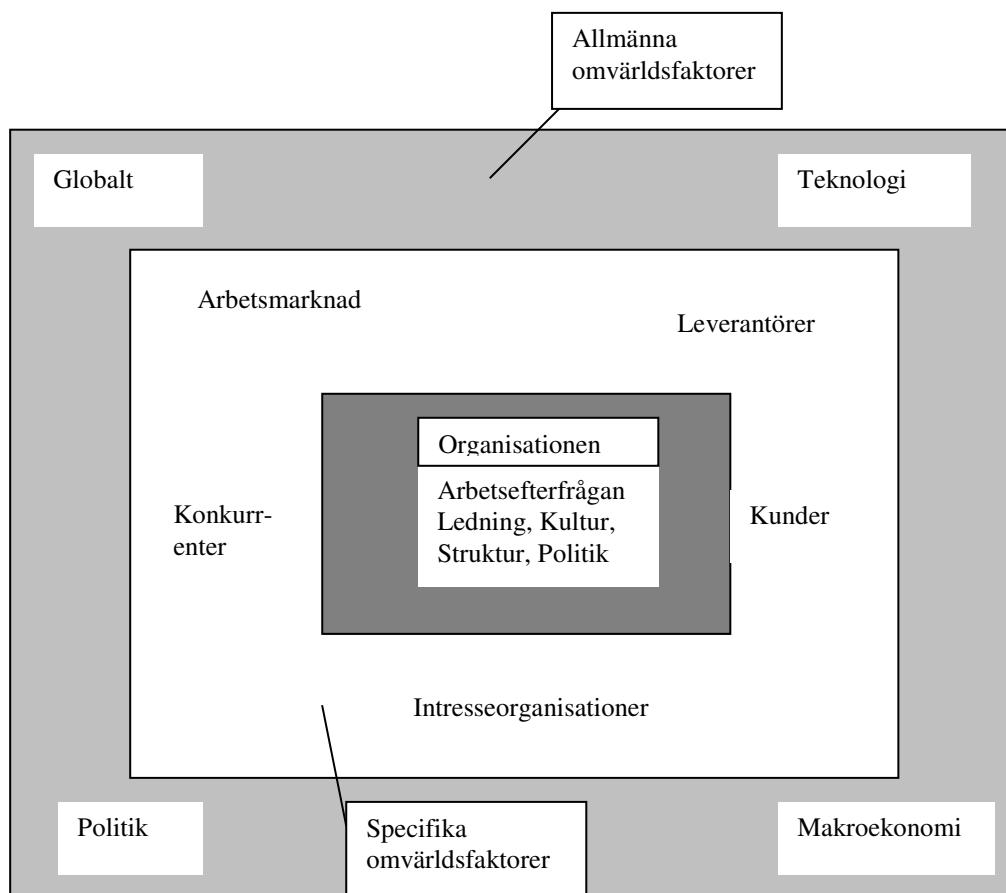 Allmänna
omvärldsfaktorer
Globalt
Teknologi
Arbetsmarknad
Leverantörer
Organisationen
Arbetsefterfrågan
Ledning, Kultur,
Struktur, Politik
Konkurr-
enter
Kunder
Intresseorganisationer
Politik
Specifika
omvärldsfaktorer
Makroekonomi